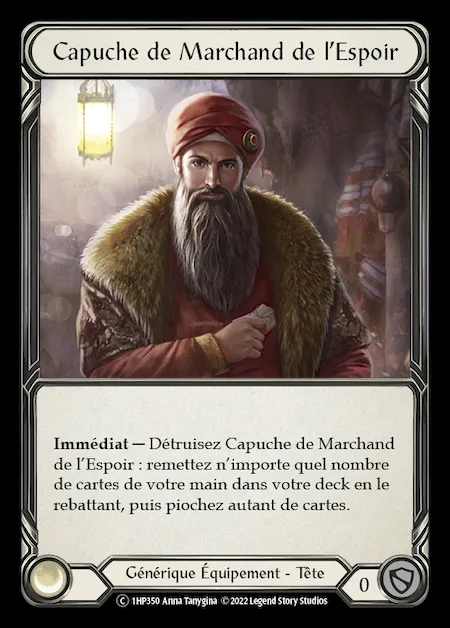 Capuche de Marchand de l'Espoir
Immédiat — Détruisez Capuche de Marchand
de l'Espoir : remettez n'importe quel nombre
de cartes de votre main dans votre deck en le
rebattant, puis piochez autant de cartes.
Générique Équipement - Tête
0
C 1HP350 Anna Tanygina © 2022 Legend Story Studios